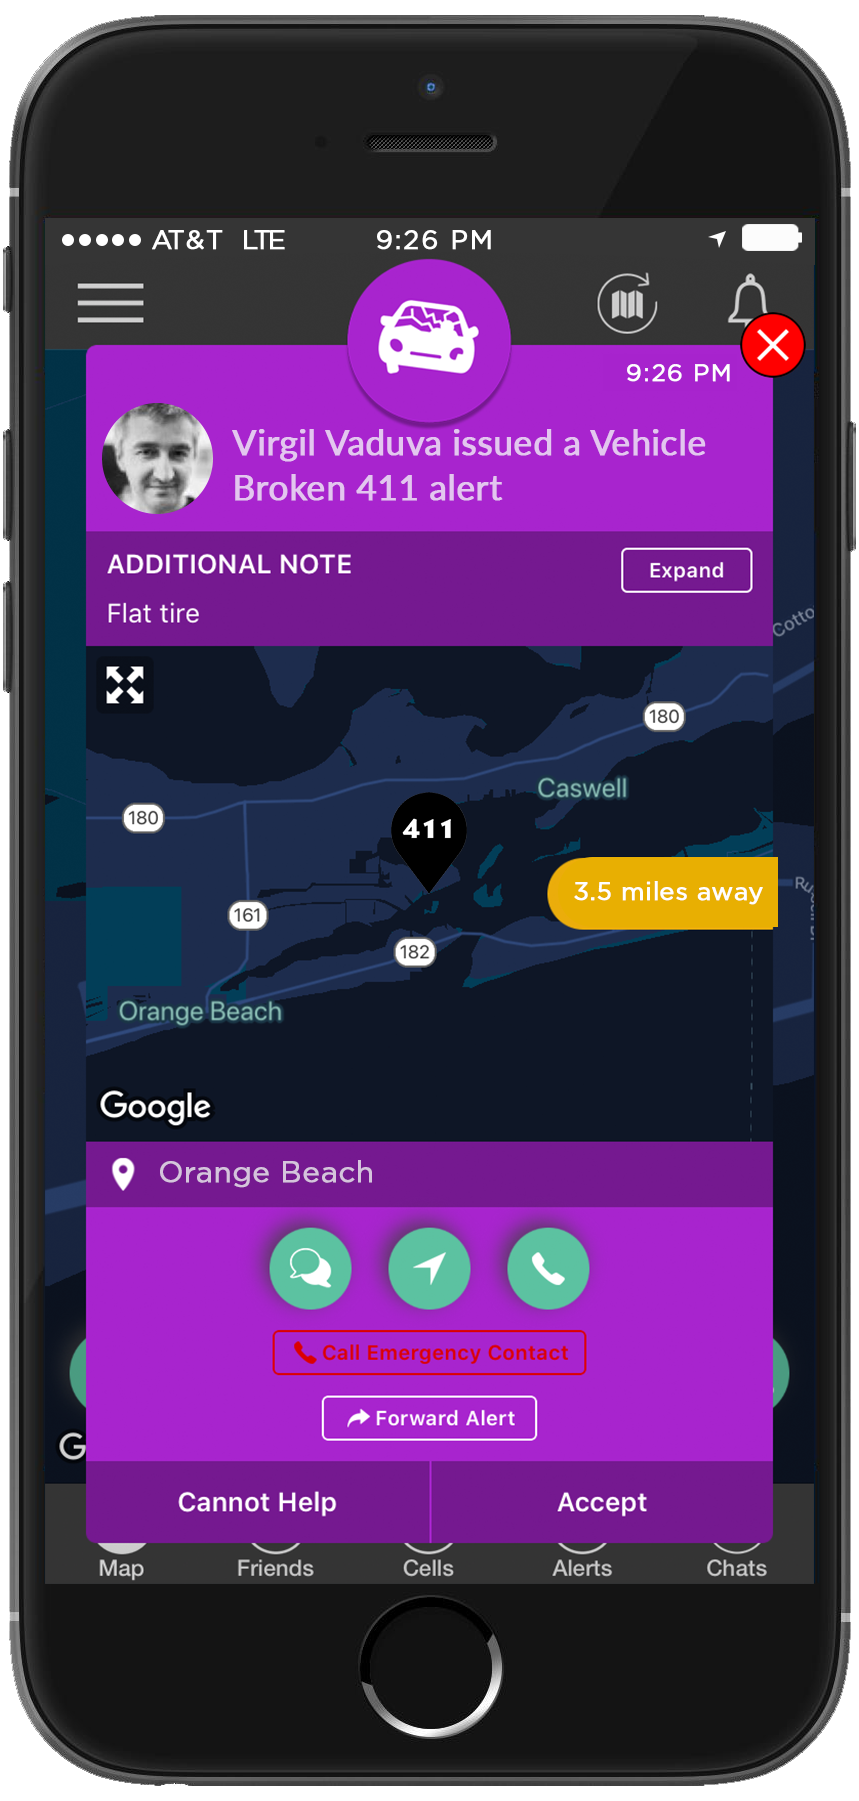 AT&T LTE 9:26 PM
9:26 PM
Virgil Vaduva issued a Vehicle
Broken 411 alert
ADDITIONAL NOTE
Expand
Flat tire
180
Caswell
180
411
3.5 miles away
161
182
Orange Beach
Google
Orange Beach
Call Emergency Contact
Forward Alert
Cannot Help
Accept
Map Friends Cells Alerts Chats